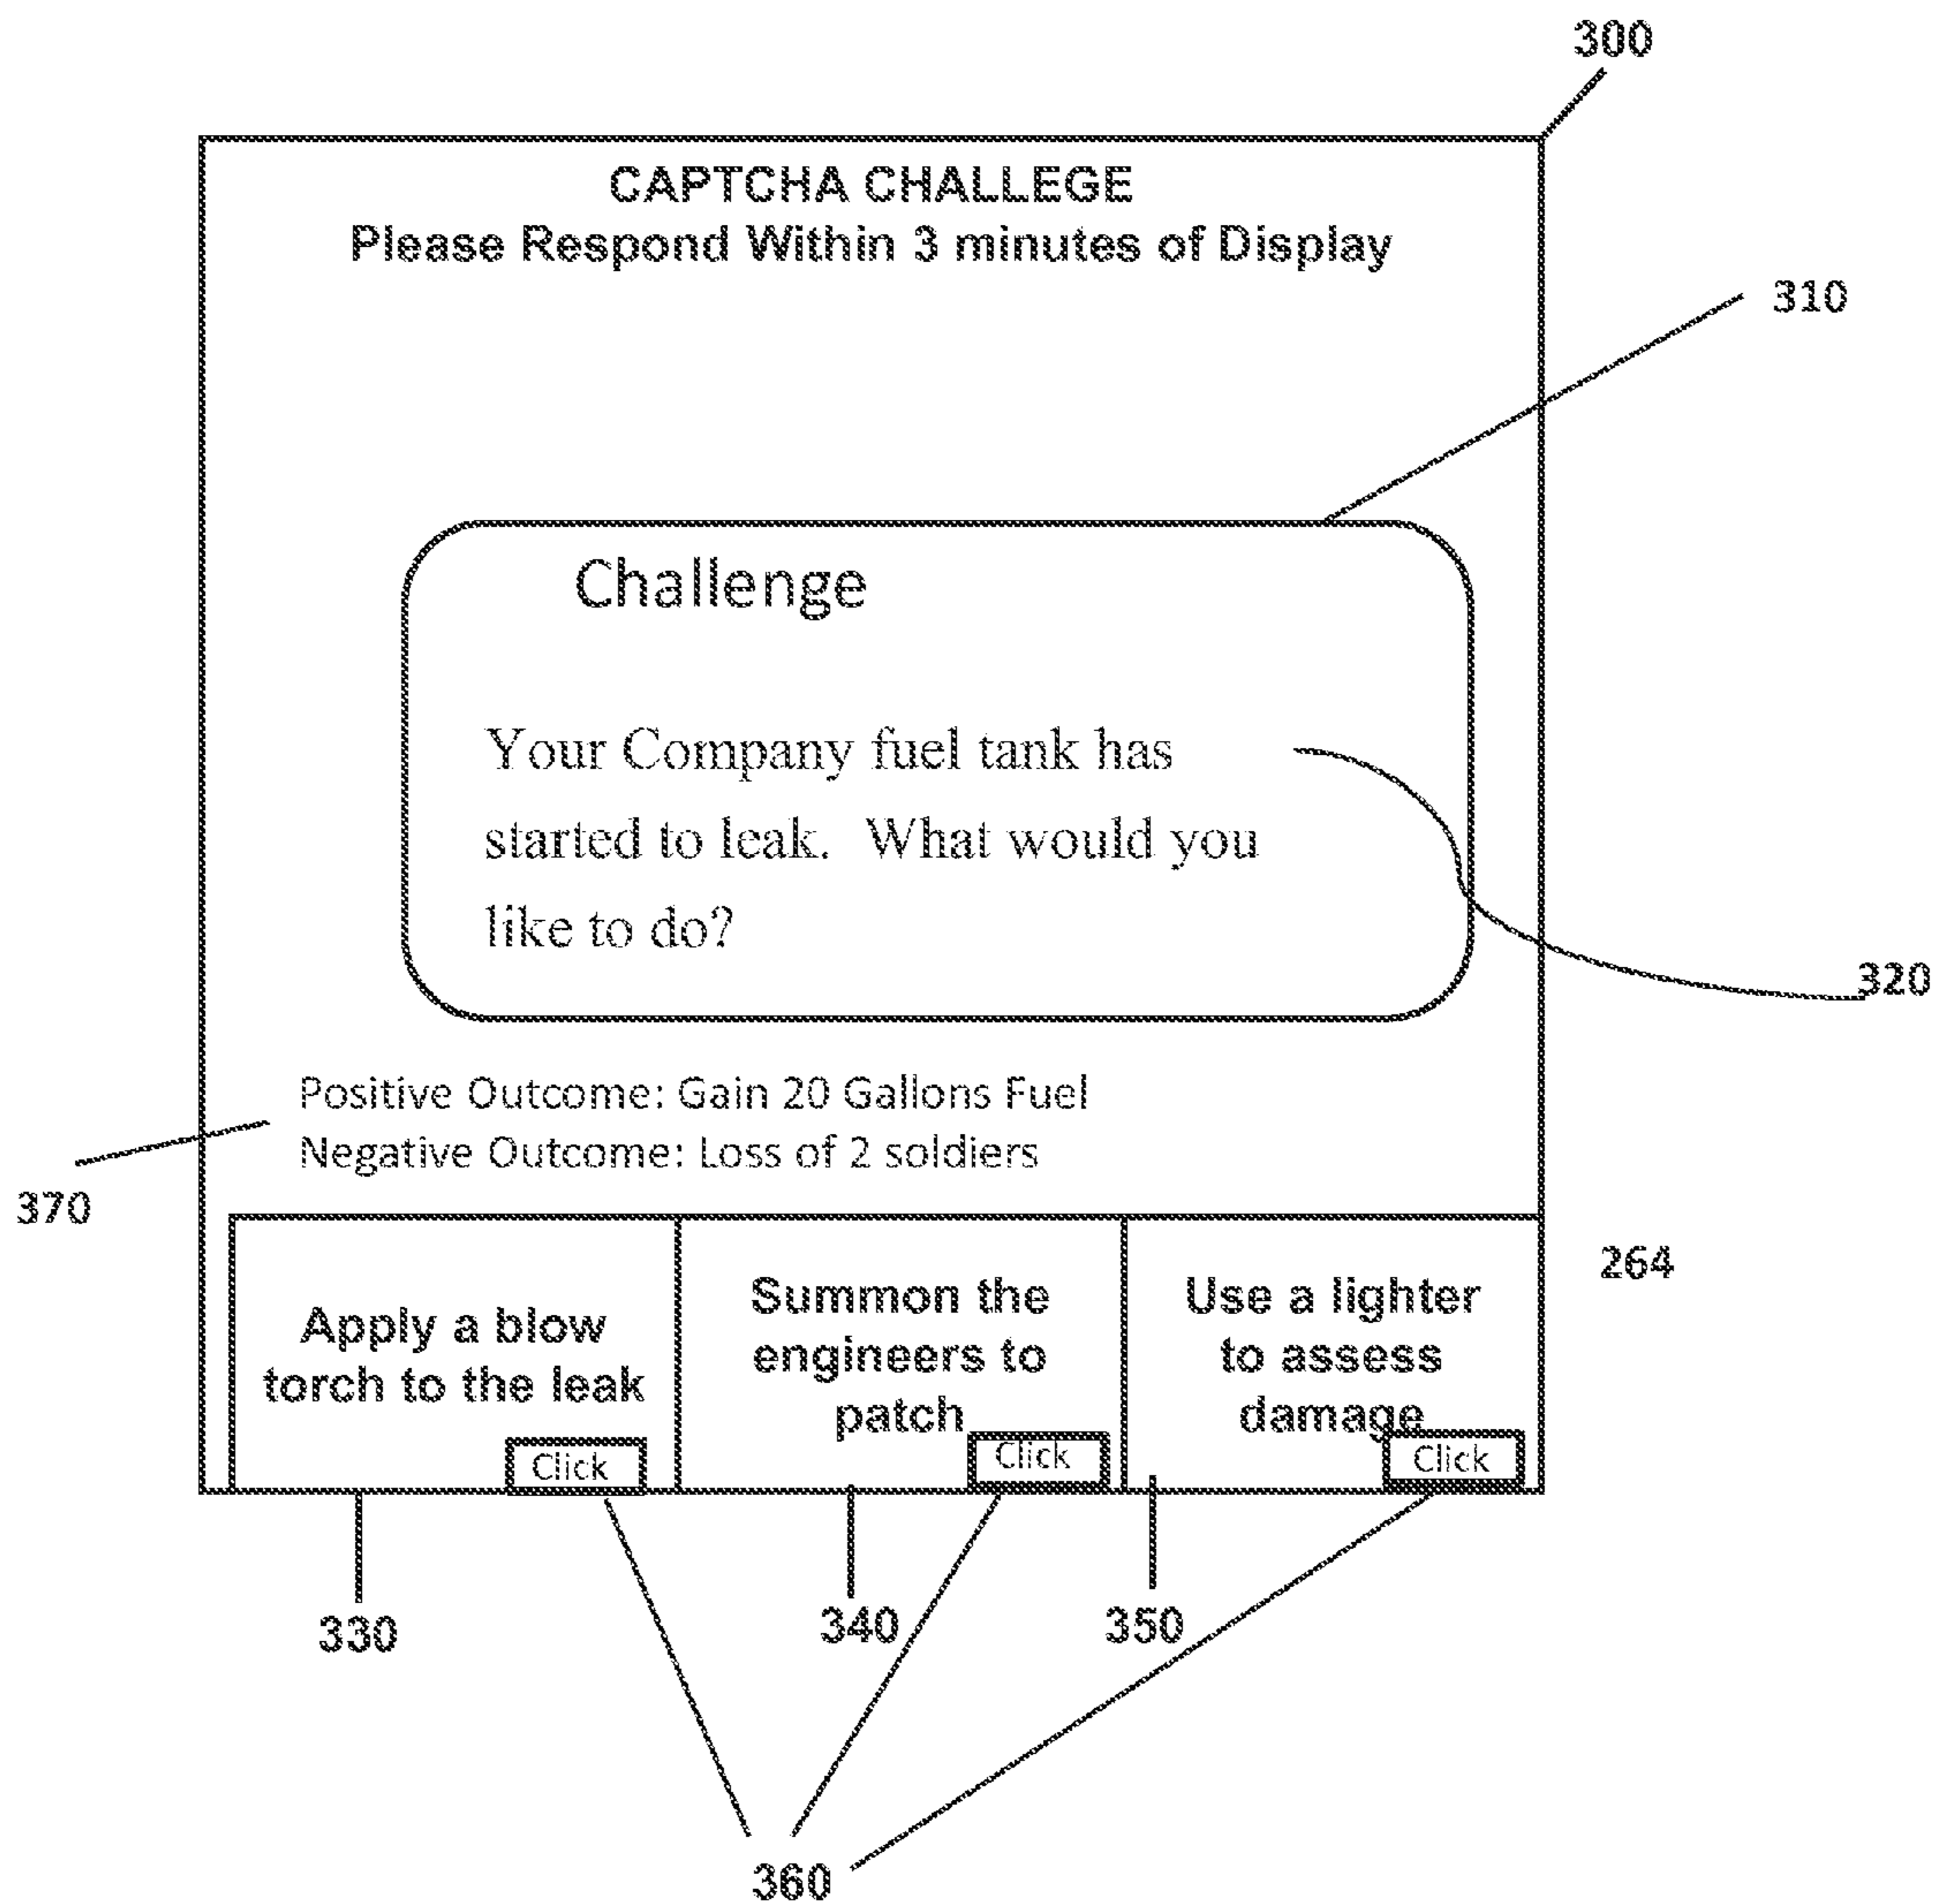 300
CAPTCHA CHALLEGE
Please Respond Within 3 minutes of Display
310
Challenge
Your Company fuel tank has
started to leak. What would you
like to do?
320
Positive Outcome: Gain 20 Gallons Fuel
Negative Outcome: Loss of 2 soldiers
370
264
Apply a blow
torch to the leak
Click
Summon the
engineers to
patch
Click
Use a lighter
to assess
damage
Click
330
340
350
360